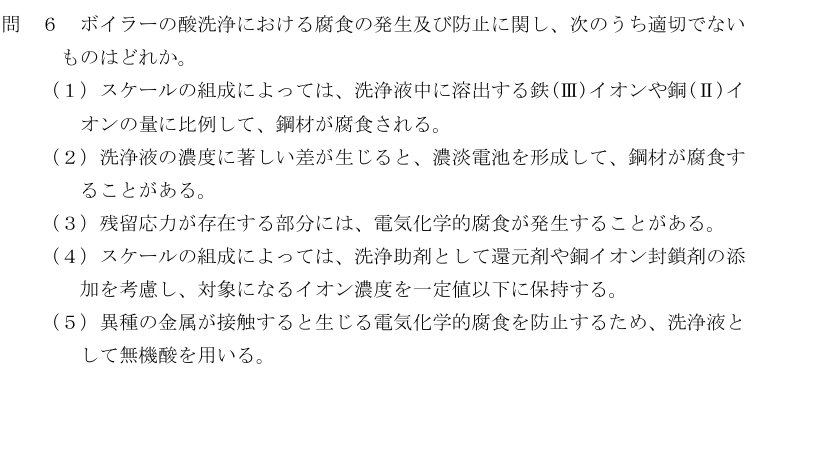 問　６　ボイラーの酸洗浄における腐食の発生及び防止に関し、次のうち適切でない
ものはどれか。
（１）スケールの組成によっては、洗浄液中に溶出する鉄(Ⅲ)イオンや銅(Ⅱ)イ
オンの量に比例して、鋼材が腐食される。
（２）洗浄液の濃度に著しい差が生じると、濃淡電池を形成して、鋼材が腐食す
ることがある。
（３）残留応力が存在する部分には、電気化学的腐食が発生することがある。
（４）スケールの組成によっては、洗浄助剤として還元剤や銅イオン封鎖剤の添
加を考慮し、対象になるイオン濃度を一定値以下に保持する。
（５）異種の金属が接触すると生じる電気化学的腐食を防止するため、洗浄液と
して無機酸を用いる。